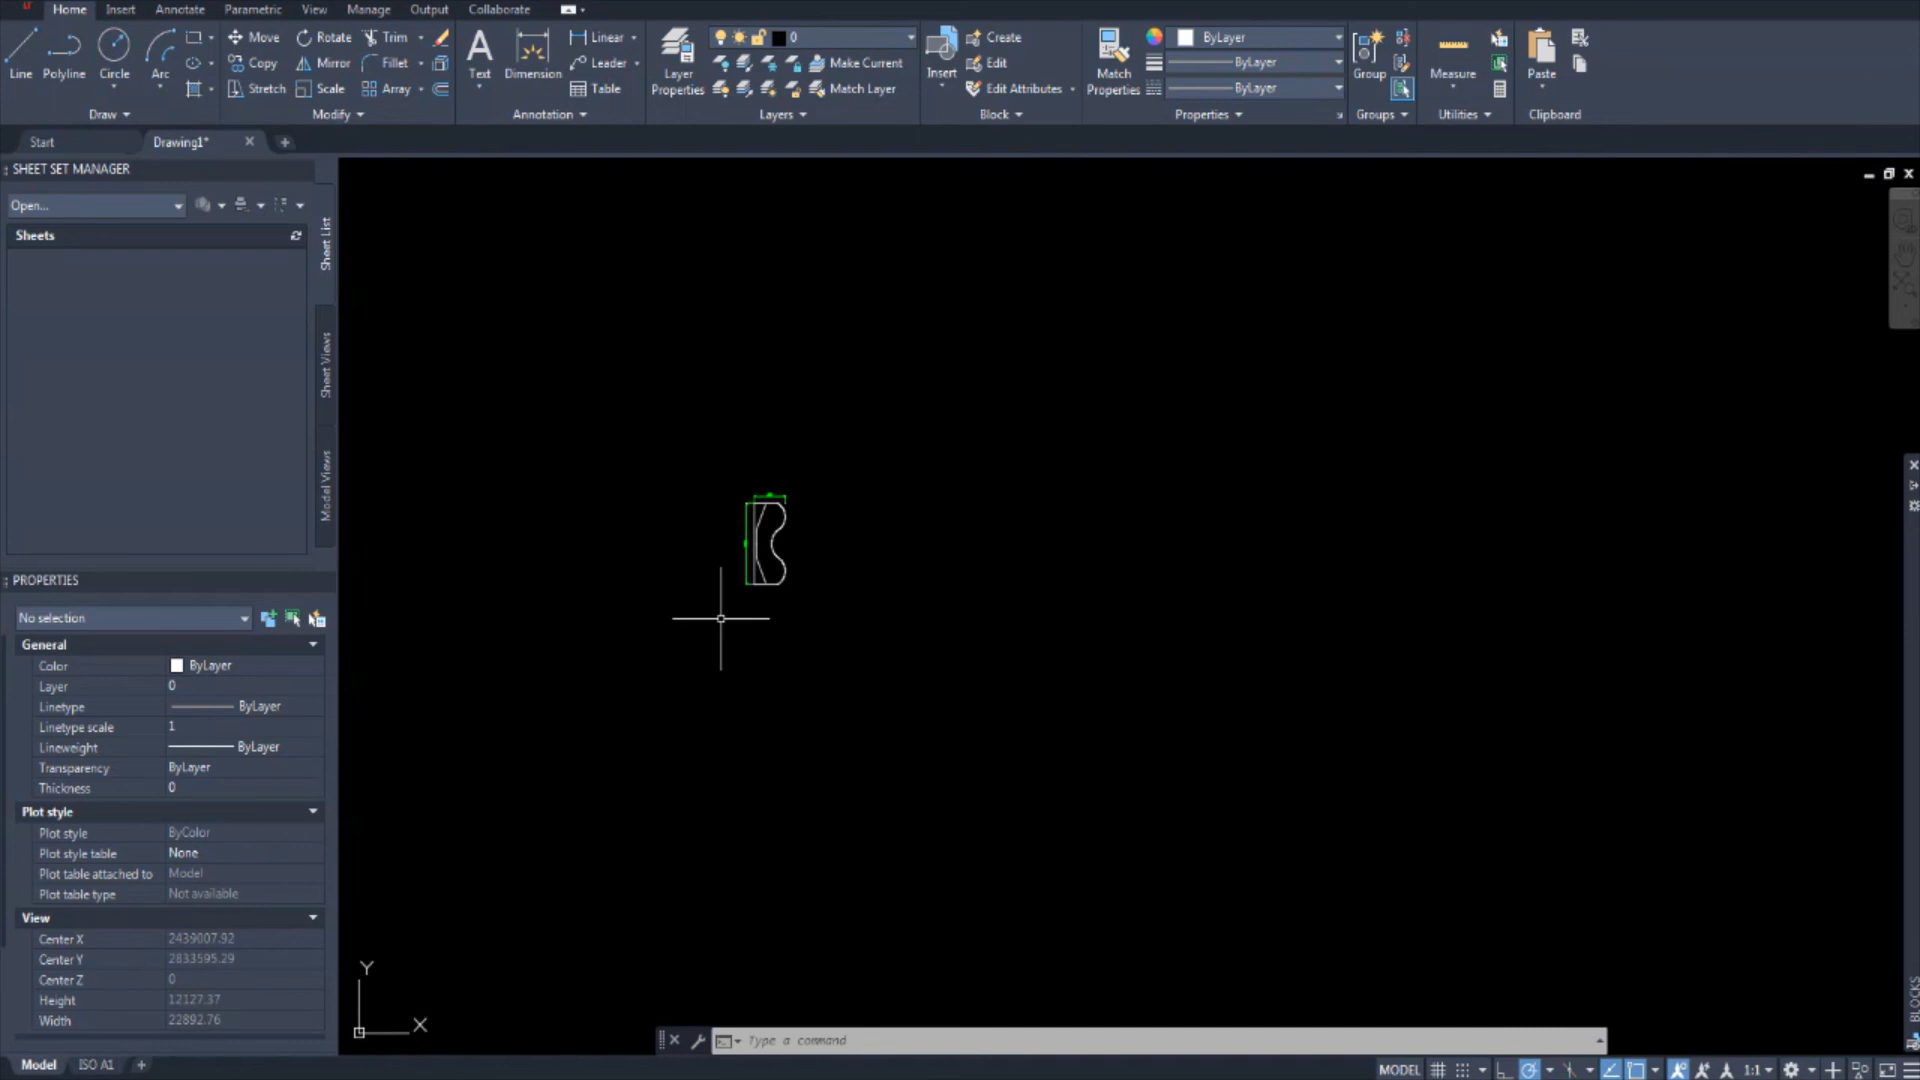 Home Insert Annotate Parametric View Manage Output Collaborate
Line Polyline Circle Arc
Move Rotate Trim
Copy Mirror Fillet
Stretch Scale Array
Text Dimension
Linear
Leader
Table
Layer Properties
0
Make Current
Match Layer
Insert
Create
Edit
Edit Attributes
Match Properties
ByLayer
ByLayer
ByLayer
Group
Measure
Paste
Draw Modify Annotation Layers Block Properties Groups Utilities Clipboard
Start Drawing1*
SHEET SET MANAGER
Open...
Sheets
Sheet List
Sheet Views
Model Views
PROPERTIES
No selection
General
Color ByLayer
Layer 0
Linetype ByLayer
Linetype scale 1
Lineweight ByLayer
Transparency ByLayer
Thickness 0
Plot style
Plot style ByColor
Plot style table None
Plot table attached to Model
Plot table type Not available
View
Center X 2439007.92
Center Y 2833595.29
Center Z 0
Height 12127.37
Width 22892.76
Y
X
Type a command
BLOCKS
Model ISO A1
MODEL 1:1